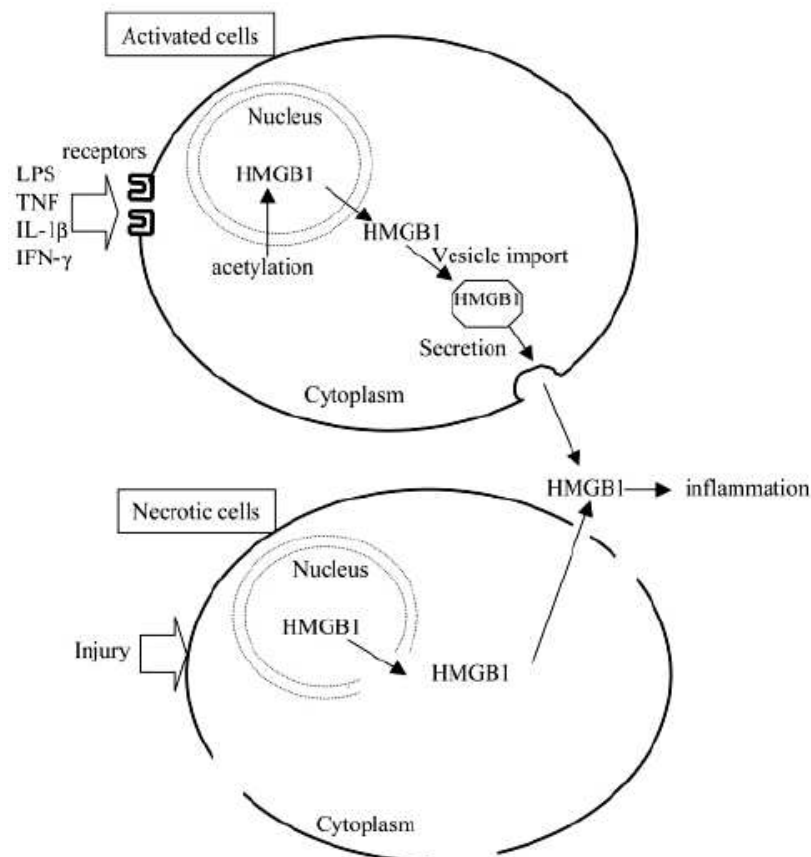 Activated cells
Nucleus
receptors
LPS
TNF
IL-1β
IFN-γ
HMGB1
HMGB1
acetylation
Vesicle import
HMGB1
Secretion
Cytoplasm
HMGB1
inflammation
Necrotic cells
Nucleus
HMGB1
Injury
HMGB1
Cytoplasm